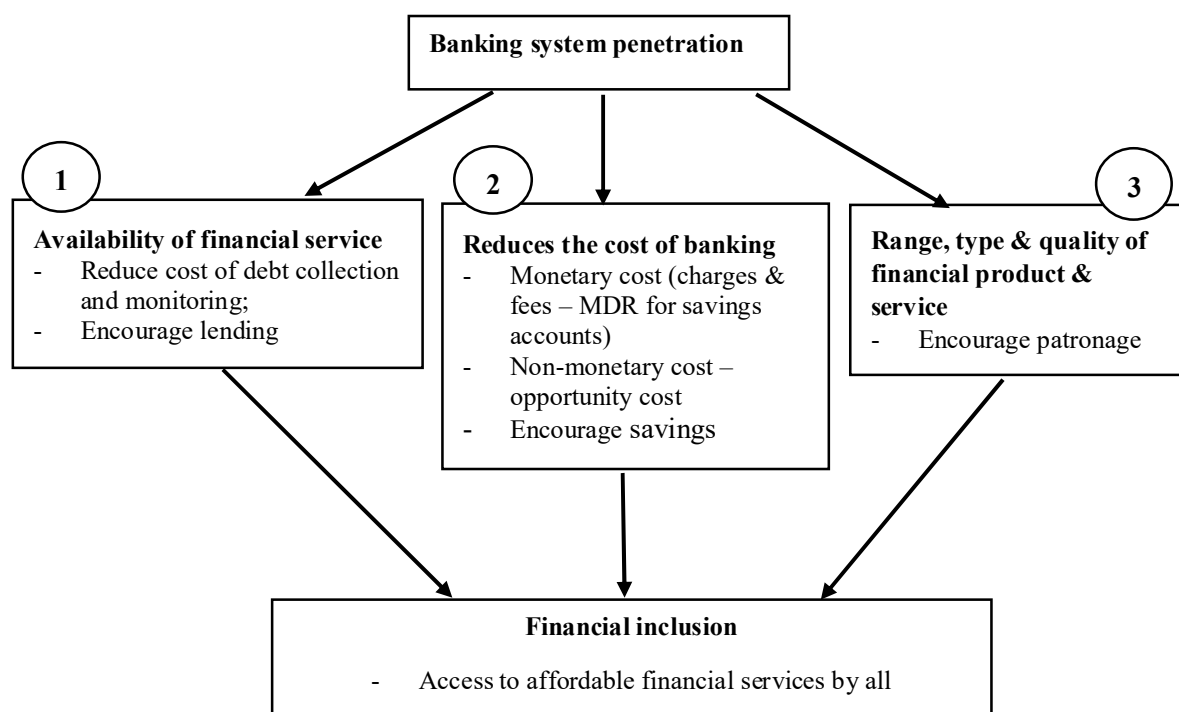 Banking system penetration
1
Availability of financial service
- Reduce cost of debt collection
and monitoring;
- Encourage lending
2
Reduces the cost of banking
- Monetary cost (charges &
fees – MDR for savings
accounts)
- Non-monetary cost –
opportunity cost
- Encourage savings
3
Range, type & quality of
financial product &
service
- Encourage patronage
Financial inclusion
- Access to affordable financial services by all